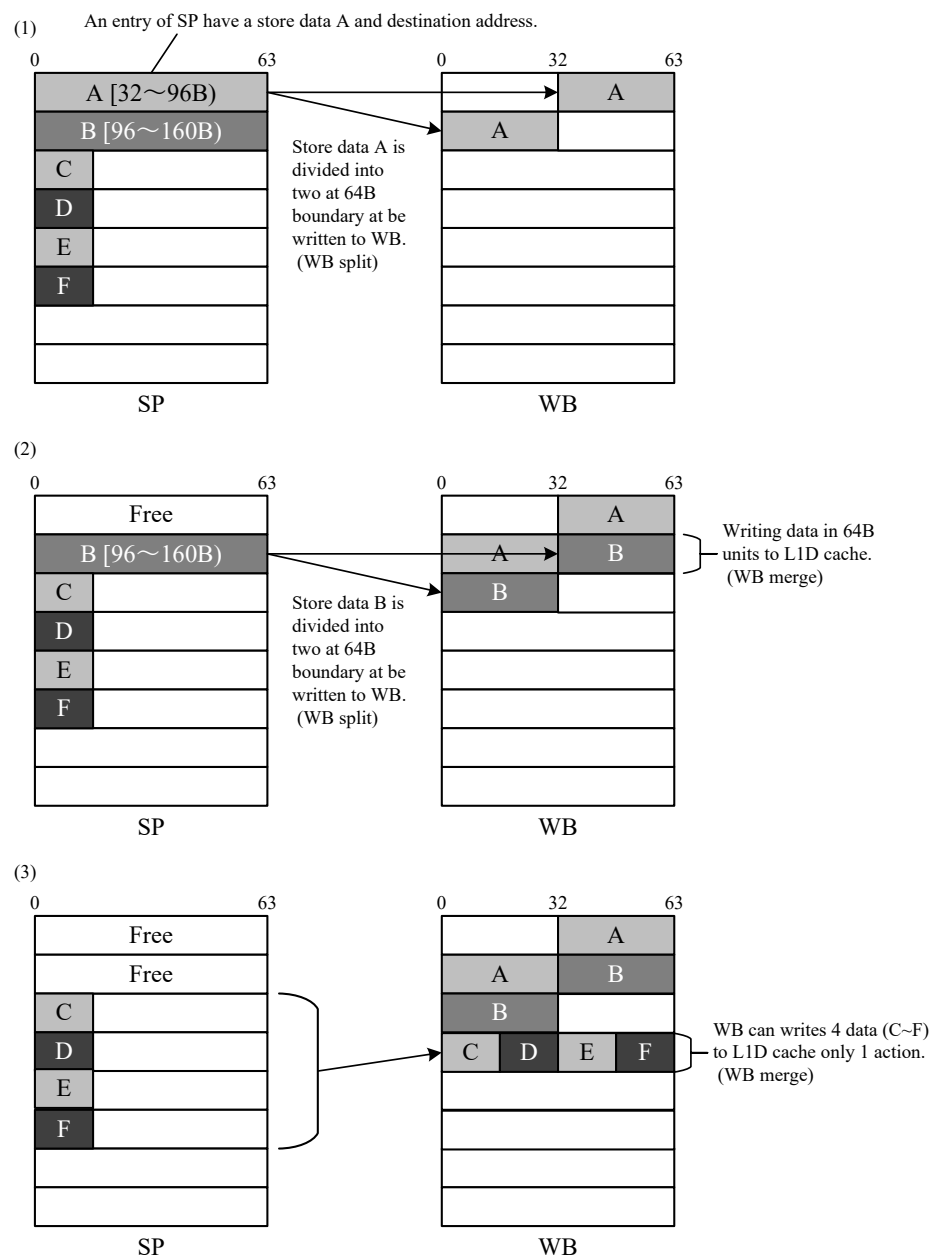 (1)
An entry of SP have a store data A and destination address.
0
63
0
32
63
A [32～96B)
B [96～160B)
C
D
E
F
SP
A
A
WB
Store data A is
divided into
two at 64B
boundary at be
written to WB.
(WB split)
(2)
0
63
0
32
63
Free
B [96～160B)
C
D
E
F
SP
A
A
B
B
WB
Store data B is
divided into
two at 64B
boundary at be
written to WB.
(WB split)
Writing data in 64B
units to L1D cache.
(WB merge)
(3)
0
63
0
32
63
Free
Free
C
D
E
F
SP
A
A
B
B
C
D
E
F
WB
WB can writes 4 data (C~F)
to L1D cache only 1 action.
(WB merge)